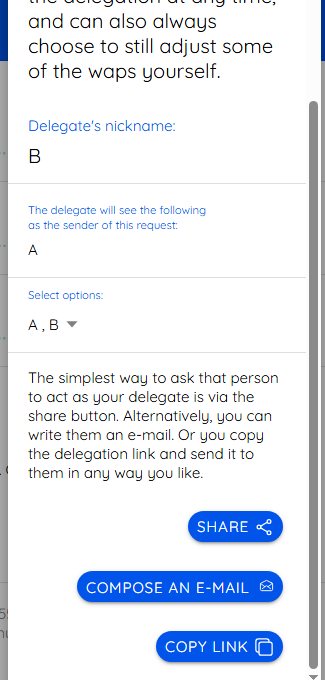 the delegation at any time,
and can also always
choose to still adjust some
of the waps yourself.
Delegate's nickname:
B
The delegate will see the following
as the sender of this request:
A
Select options:
A , B
The simplest way to ask that person
to act as your delegate is via the
share button. Alternatively, you can
write them an e-mail. Or you copy
the delegation link and send it to
them in any way you like.
SHARE
COMPOSE AN E-MAIL
COPY LINK